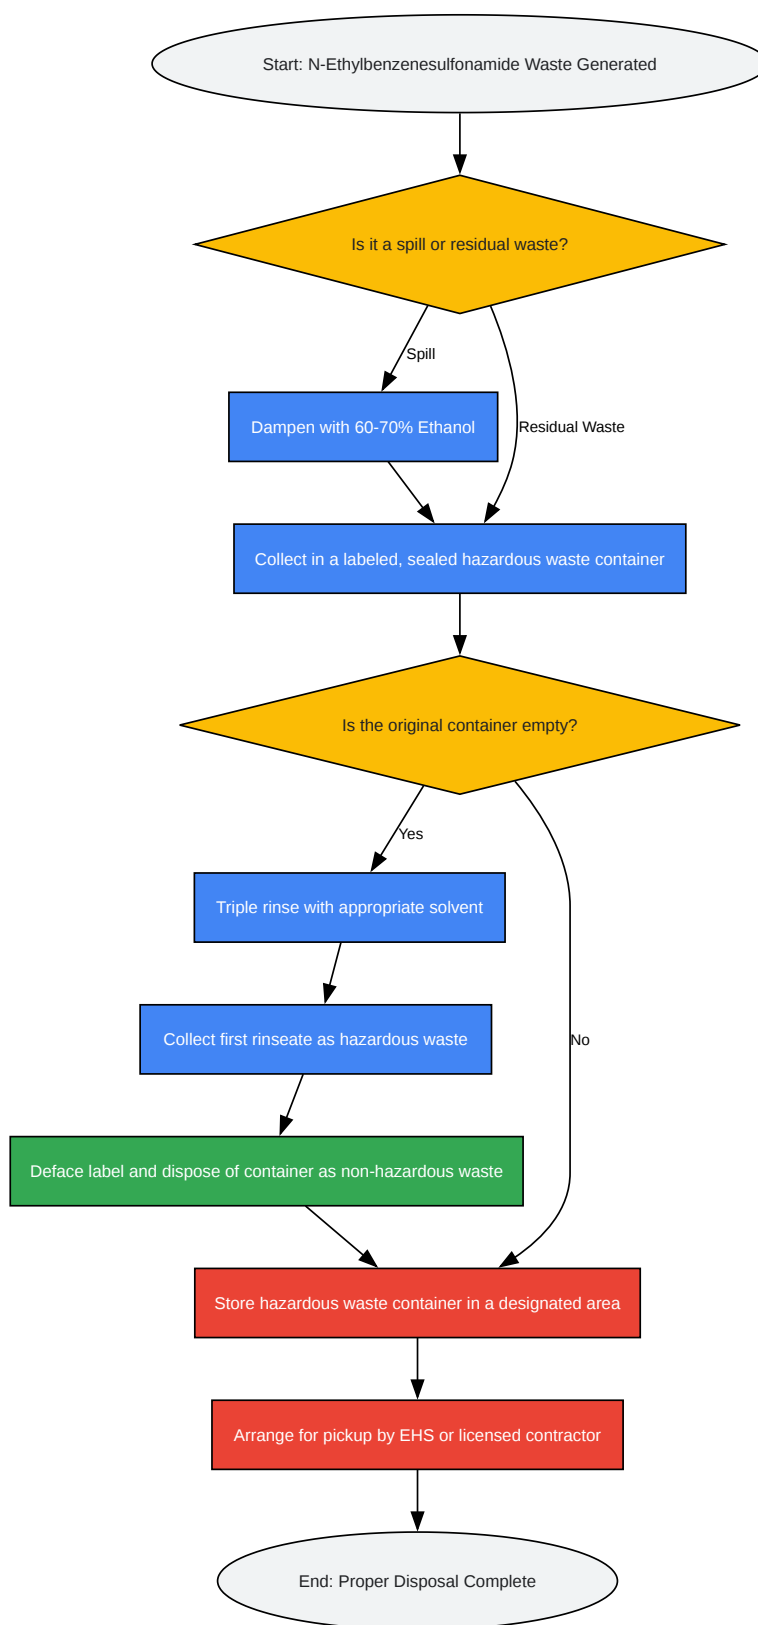 Start: N-Ethylbenzenesulfonamide Waste Generated
Is it a spill or residual waste?
Spill
Dampen with 60-70% Ethanol
Residual Waste
Collect in a labeled, sealed hazardous waste container
Is the original container empty?
Yes
Triple rinse with appropriate solvent
Collect first rinseate as hazardous waste
No
Deface label and dispose of container as non-hazardous waste
Store hazardous waste container in a designated area
Arrange for pickup by EHS or licensed contractor
End: Proper Disposal Complete